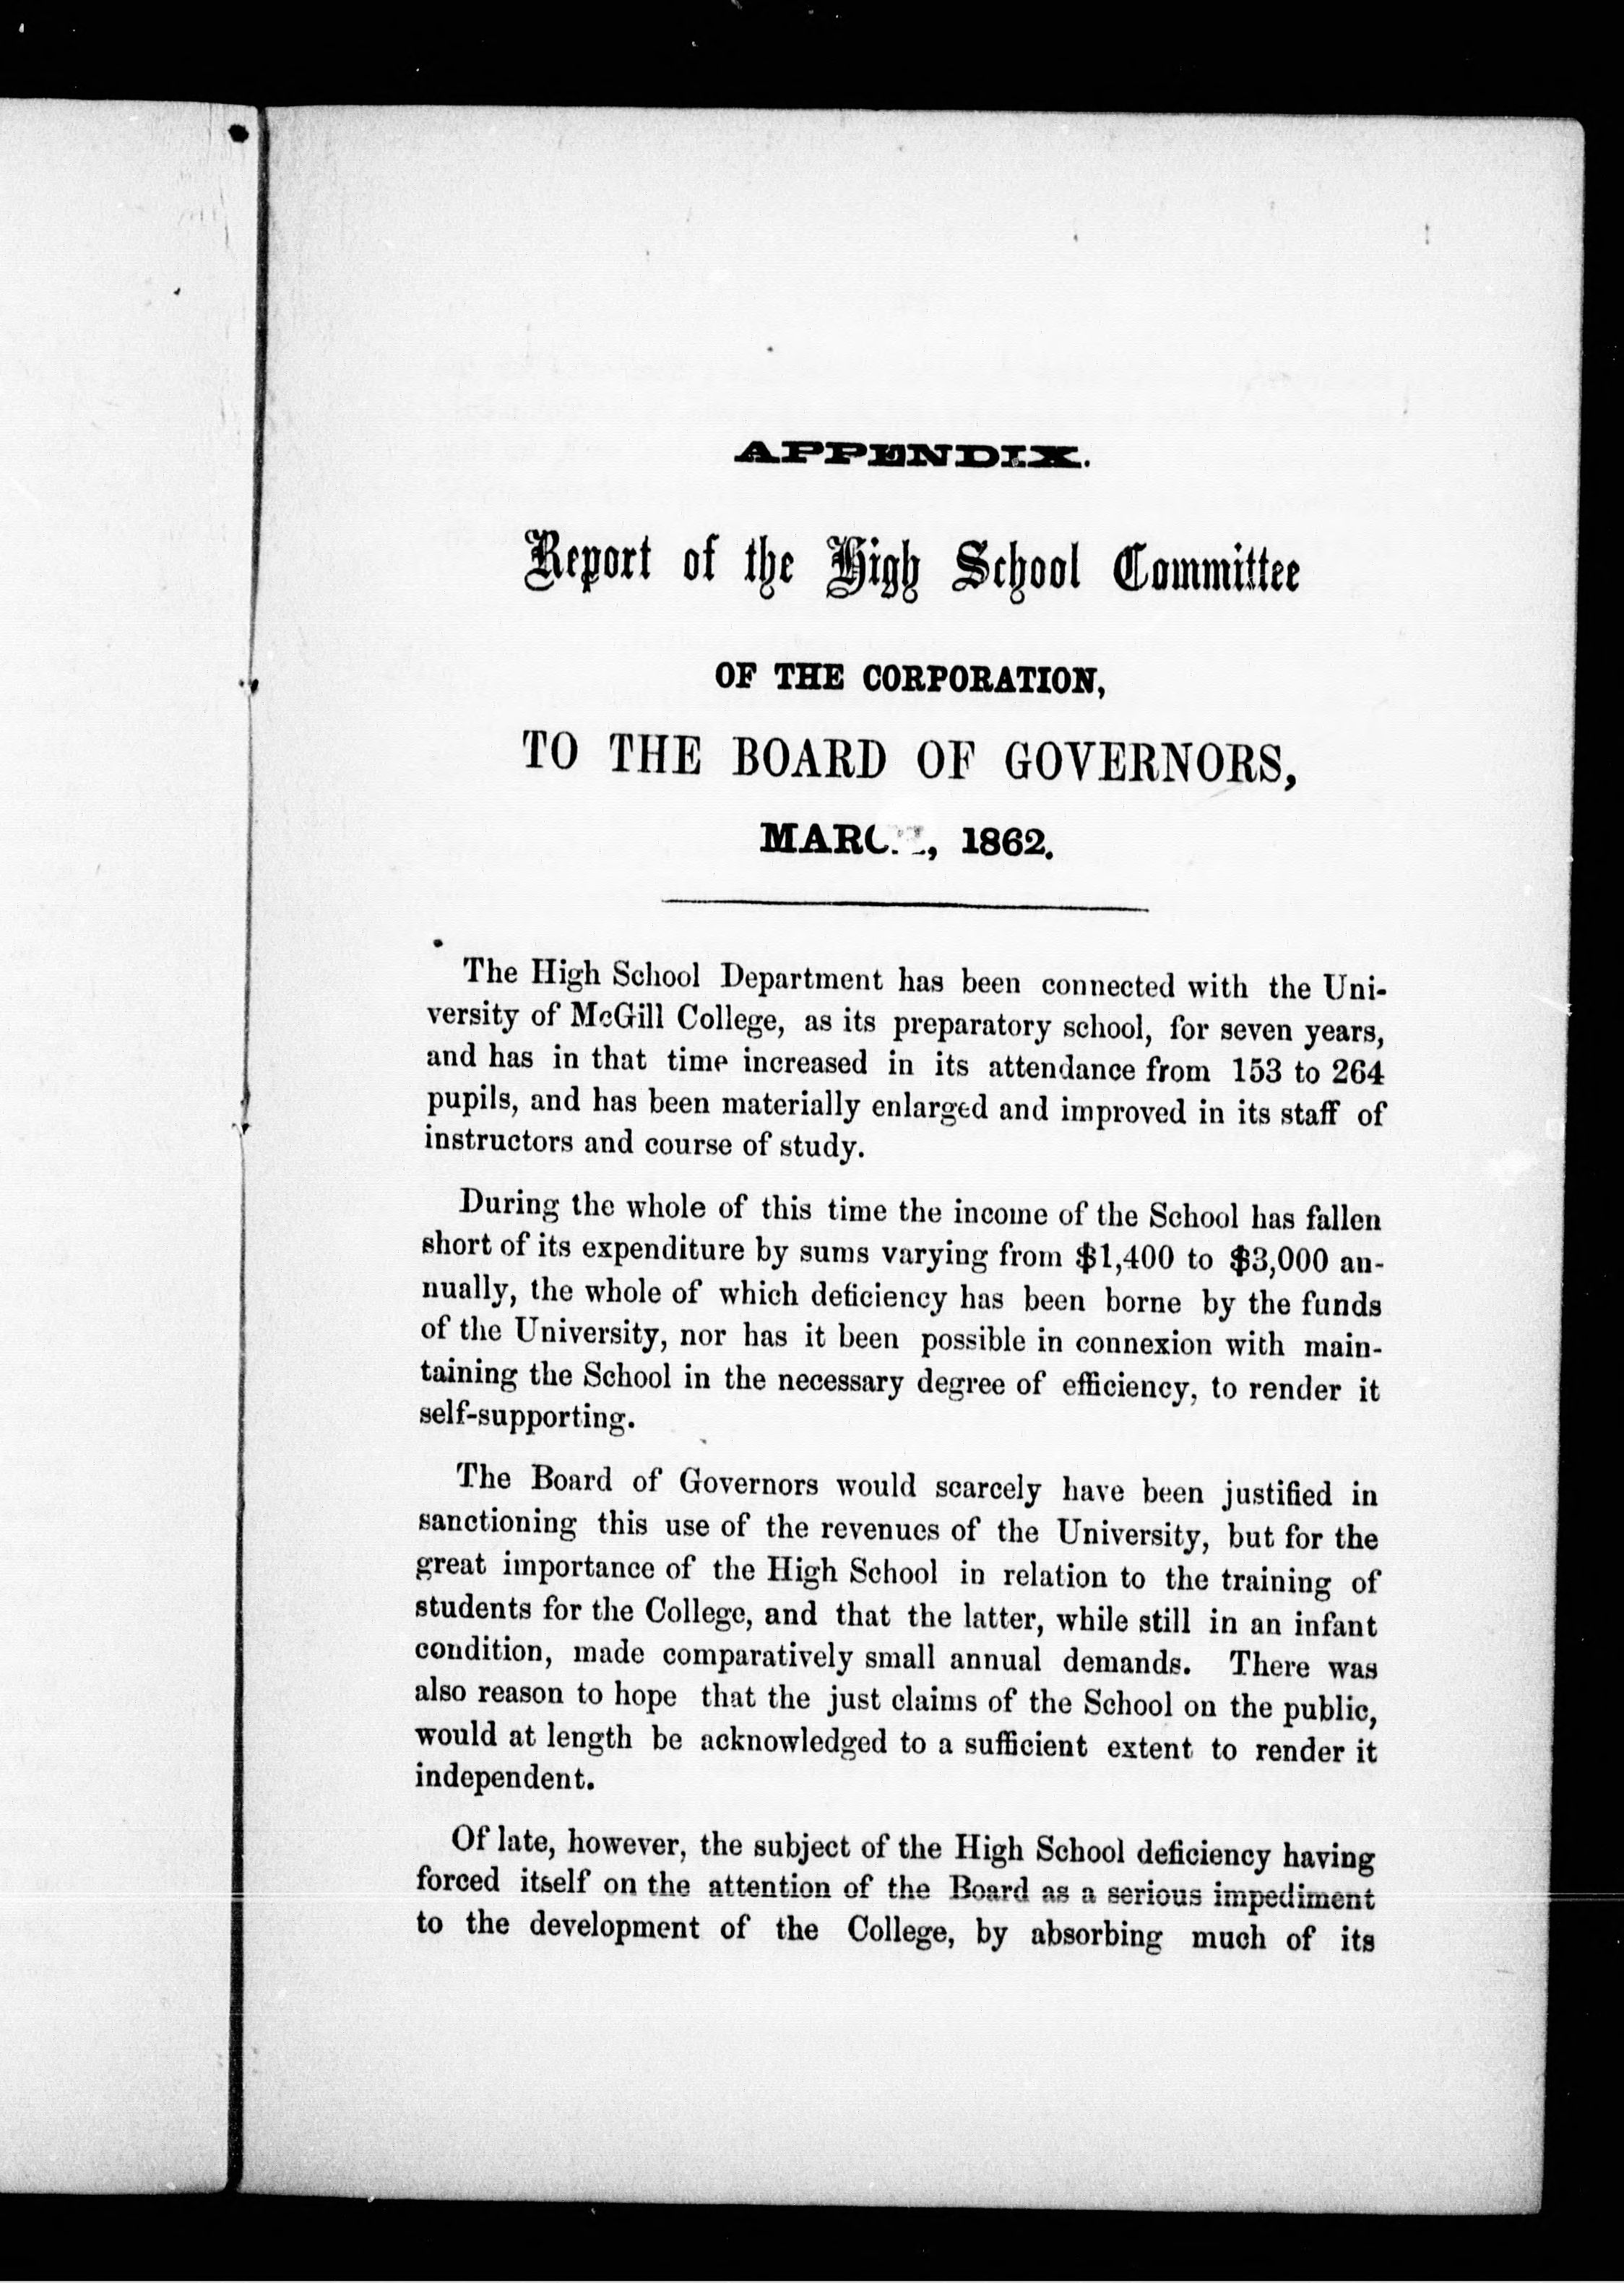 APPENDIX.
Report of the High School Committee
OF THE CORPORATION,
TO THE BOARD OF GOVERNORS,
MARCH, 1862.
The High School Department has been connected with the Uni-
versity of McGill College, as its preparatory school, for seven years,
and has in that time increased in its attendance from 153 to 264
pupils, and has been materially enlarged and improved in its staff of
instructors and course of study.
During the whole of this time the income of the School has fallen
short of its expenditure by sums varying from $1,400 to $3,000 an-
nually, the whole of which deficiency has been borne by the funds
of the University, nor has it been possible in connexion with main-
taining the School in the necessary degree of efficiency, to render it
self-supporting.
The Board of Governors would scarcely have been justified in
sanctioning this use of the revenues of the University, but for the
great importance of the High School in relation to the training of
students for the College, and that the latter, while still in an infant
condition, made comparatively small annual demands. There was
also reason to hope that the just claims of the School on the public,
would at length be acknowledged to a sufficient extent to render it
independent.
Of late, however, the subject of the High School deficiency having
forced itself on the attention of the Board as a serious impediment
to the development of the College, by absorbing much of its